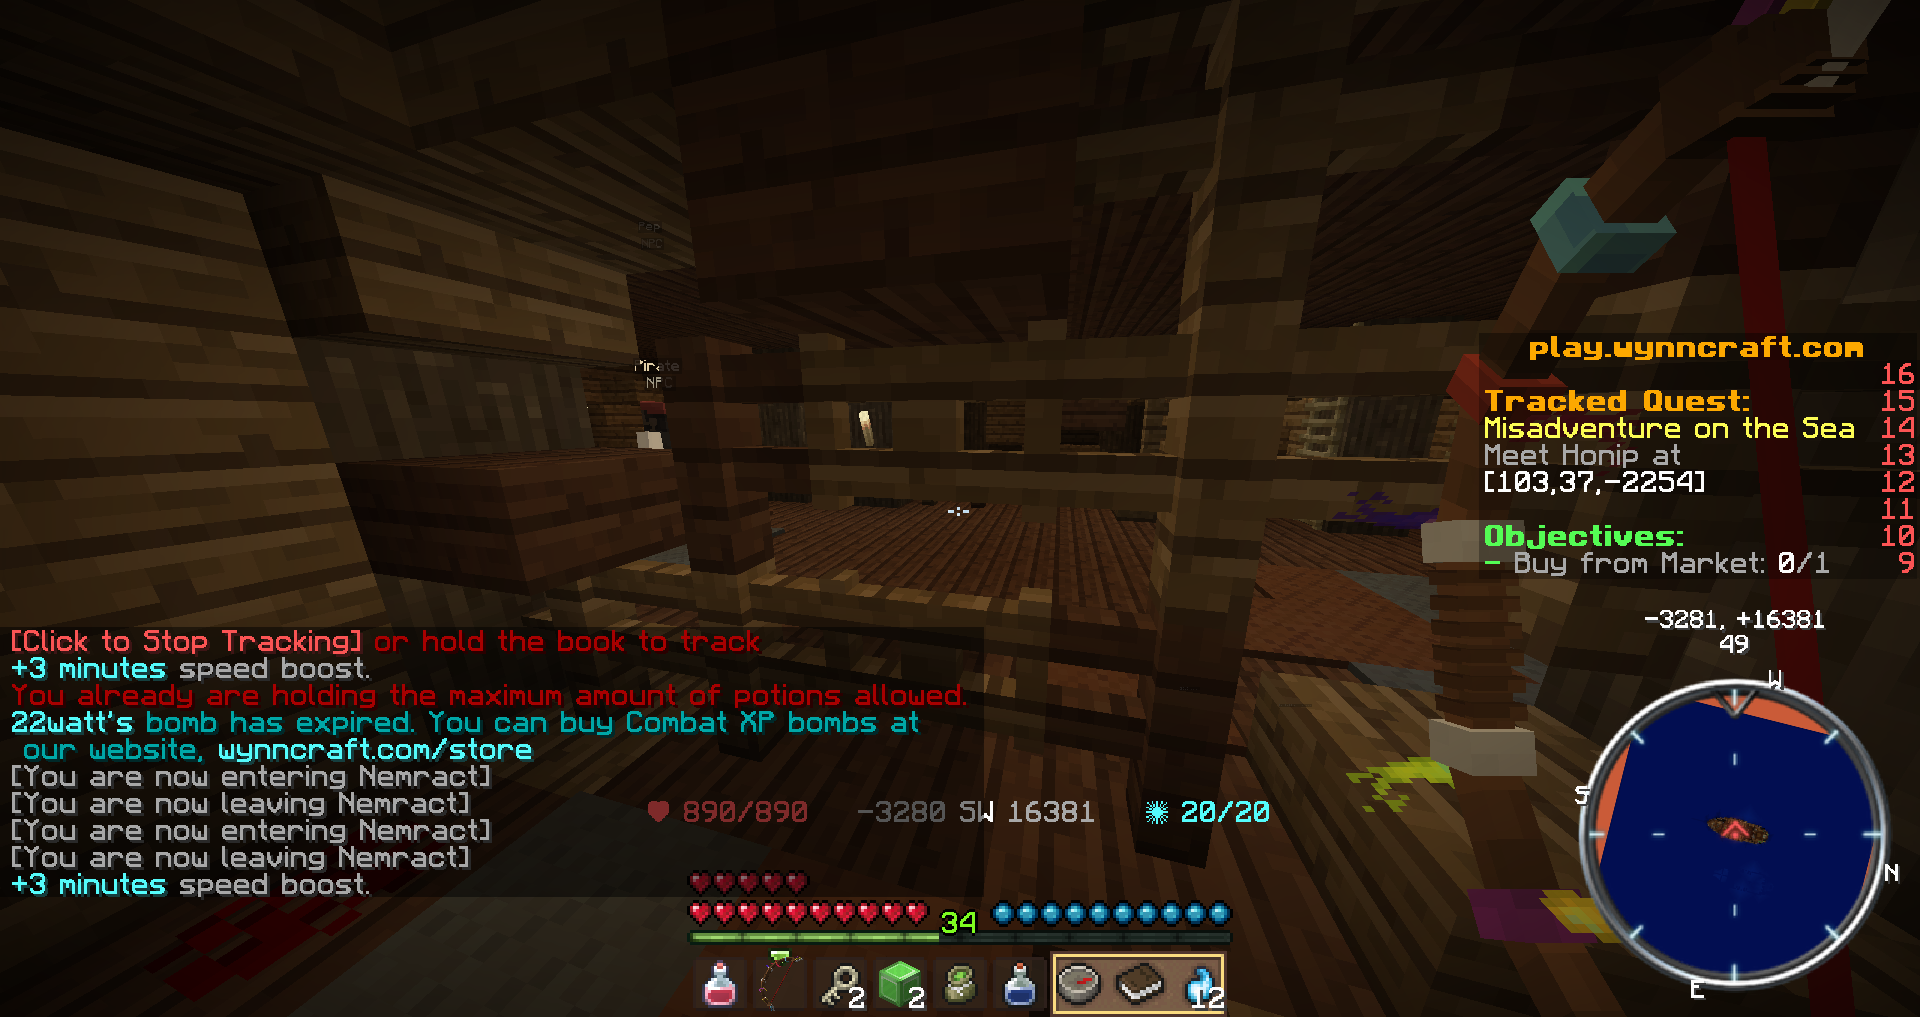 Pirate
NPC
play.wynncraft.com
16
Tracked Quest: 15
Misadventure on the Sea 14
Meet Honip at 13
[103,37,-2254] 12
11
Objectives: 10
- Buy from Market: 0/1 9
-3281, +16381
49
W
S
N
E
[Click to Stop Tracking] or hold the book to track
+3 minutes speed boost.
You already are holding the maximum amount of potions allowed.
22watt's bomb has expired. You can buy Combat XP bombs at
our website, wynncraft.com/store
[You are now entering Nemract]
[You are now leaving Nemract]
[You are now entering Nemract]
[You are now leaving Nemract]
+3 minutes speed boost.
890/890 -3280 SW 16381 20/20
34
2 2 12